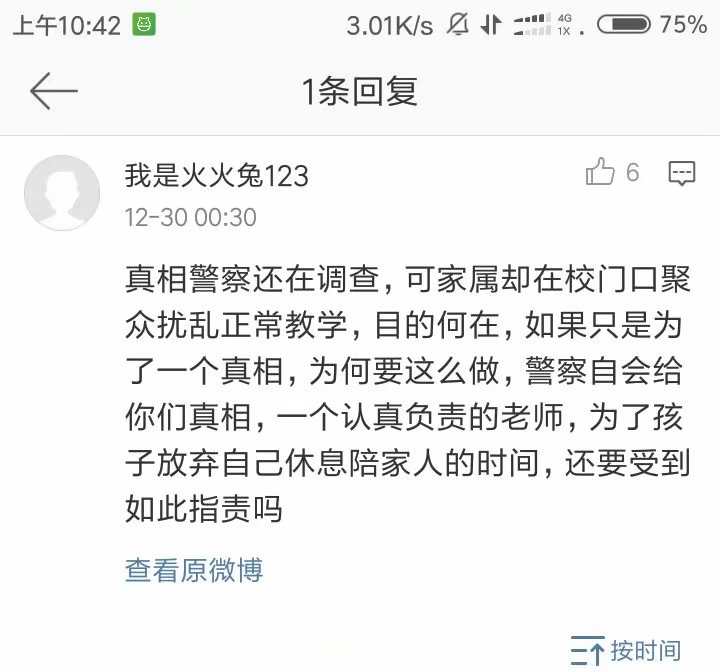 上午10:42
3.01K/s
4G
1X
75%
1条回复
我是火火兔123
6
12-30 00:30
真相警察还在调查，可家属却在校门口聚
众扰乱正常教学，目的何在，如果只是为
了一个真相，为何要这么做，警察自会给
你们真相，一个认真负责的老师，为了孩
子放弃自己休息陪家人的时间，还要受到
如此指责吗
查看原微博
按时间